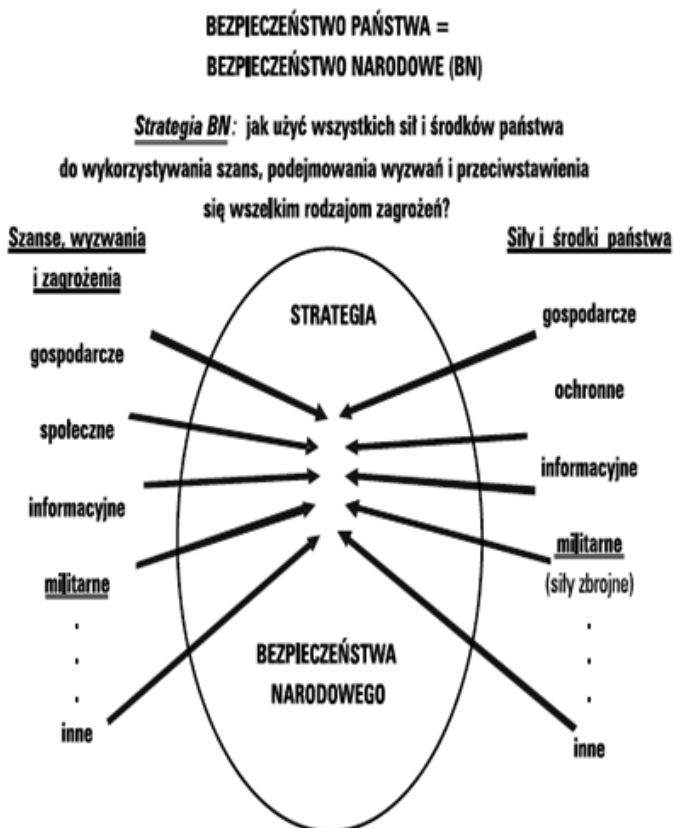 BEZPIECZEŃSTWO PAŃSTWA =
BEZPIECZEŃSTWO NARODOWE (BN)
Strategia BN: jak użyć wszystkich sił i środków państwa
do wykorzystywania szans, podejmowania wyzwań i przeciwstawienia
się wszelkim rodzajom zagrożeń?
Szanse, wyzwania
i zagrożenia
gospodarcze
społeczne
informacyjne
militarne
.
.
.
inne
STRATEGIA
BEZPIECZEŃSTWA
NARODOWEGO
Siły i środki państwa
gospodarcze
ochronne
informacyjne
militarne
(siły zbrojne)
.
.
.
inne